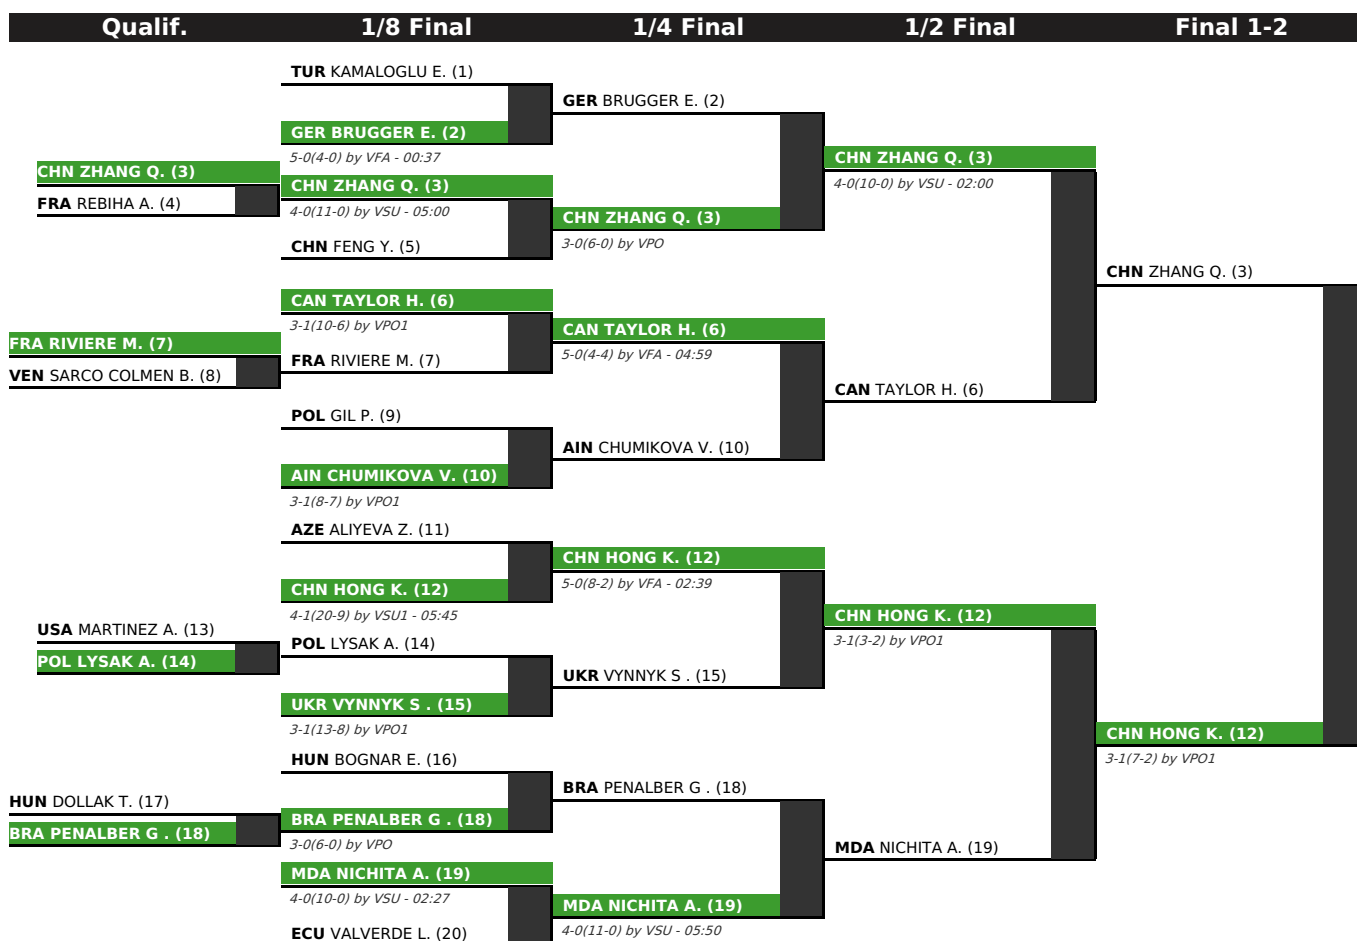 Qualif. 1/8 Final 1/4 Final 1/2 Final Final 1-2
CHN ZHANG Q. (3)
FRA REBIHA A. (4)
FRA RIVIERE M. (7)
VEN SARCO COLMEN B. (8)
USA MARTINEZ A. (13)
POL LYSAK A. (14)
HUN DOLLAK T. (17)
BRA PENALBER G . (18)
TUR KAMALOGLU E. (1)
GER BRUGGER E. (2)
5-0(4-0) by VFA - 00:37
CHN ZHANG Q. (3)
4-0(11-0) by VSU - 05:00
CHN FENG Y. (5)
CAN TAYLOR H. (6)
3-1(10-6) by VPO1
FRA RIVIERE M. (7)
POL GIL P. (9)
AIN CHUMIKOVA V. (10)
3-1(8-7) by VPO1
AZE ALIYEVA Z. (11)
CHN HONG K. (12)
4-1(20-9) by VSU1 - 05:45
POL LYSAK A. (14)
UKR VYNNYK S . (15)
3-1(13-8) by VPO1
HUN BOGNAR E. (16)
BRA PENALBER G . (18)
3-0(6-0) by VPO
MDA NICHITA A. (19)
4-0(10-0) by VSU - 02:27
ECU VALVERDE L. (20)
GER BRUGGER E. (2)
CHN ZHANG Q. (3)
3-0(6-0) by VPO
CAN TAYLOR H. (6)
5-0(4-4) by VFA - 04:59
AIN CHUMIKOVA V. (10)
CHN HONG K. (12)
5-0(8-2) by VFA - 02:39
UKR VYNNYK S . (15)
BRA PENALBER G . (18)
MDA NICHITA A. (19)
4-0(11-0) by VSU - 05:50
CHN ZHANG Q. (3)
4-0(10-0) by VSU - 02:00
CAN TAYLOR H. (6)
CHN HONG K. (12)
3-1(3-2) by VPO1
MDA NICHITA A. (19)
CHN ZHANG Q. (3)
CHN HONG K. (12)
3-1(7-2) by VPO1